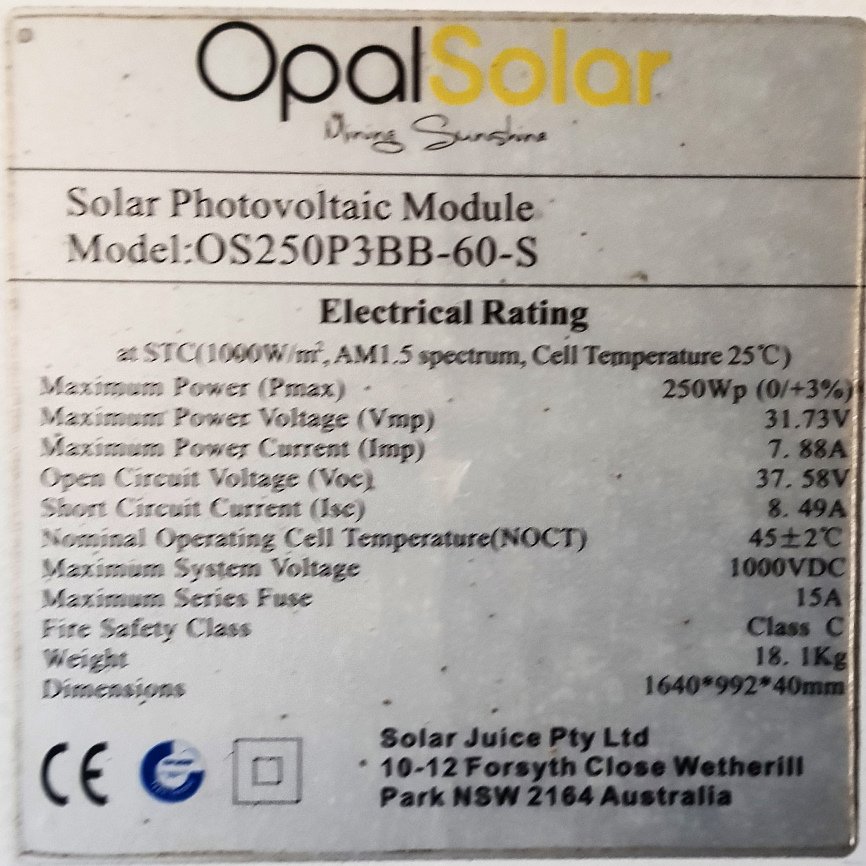 OpalSolar
Mining Sunshine
Solar Photovoltaic Module
Model:OS250P3BB-60-S
Electrical Rating
at STC(1000W/m², AM1.5 spectrum, Cell Temperature 25℃)
Maximum Power (Pmax) 250Wp (0/+3%)
Maximum Power Voltage (Vmp) 31.73V
Maximum Power Current (Imp) 7. 88A
Open Circuit Voltage (Voc) 37. 58V
Short Circuit Current (Isc) 8. 49A
Nominal Operating Cell Temperature(NOCT) 45±2℃
Maximum System Voltage 1000VDC
Maximum Series Fuse 15A
Fire Safety Class Class C
Weight 18. 1Kg
Dimensions 1640*992*40mm
CE
Solar Juice Pty Ltd
10-12 Forsyth Close Wetherill
Park NSW 2164 Australia